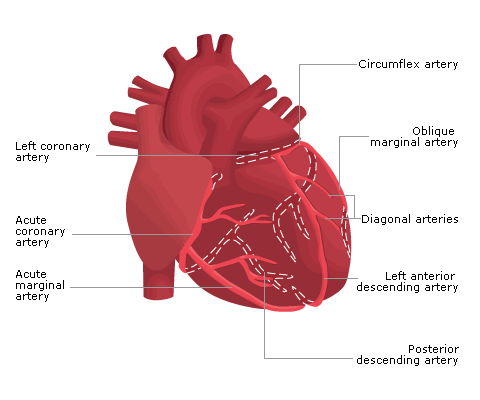 Circumflex artery
Oblique
marginal artery
Left coronary
artery
Diagonal arteries
Acute
coronary
artery
Acute
marginal
artery
Left anterior
descending artery
Posterior
descending artery